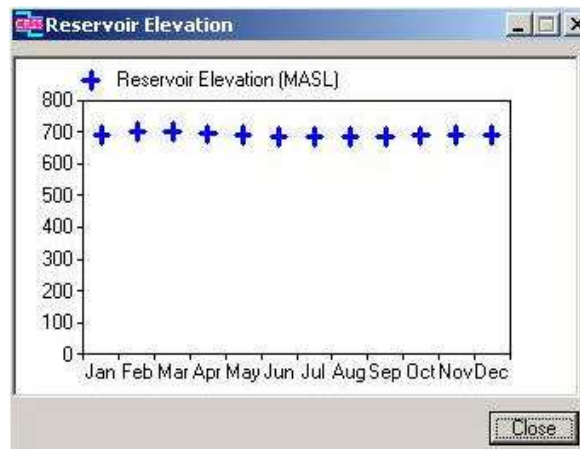 CRSS Reservoir Elevation
Reservoir Elevation (MASL)
800
700
600
500
400
300
200
100
0
Jan Feb Mar Apr May Jun Jul Aug Sep Oct Nov Dec
Close